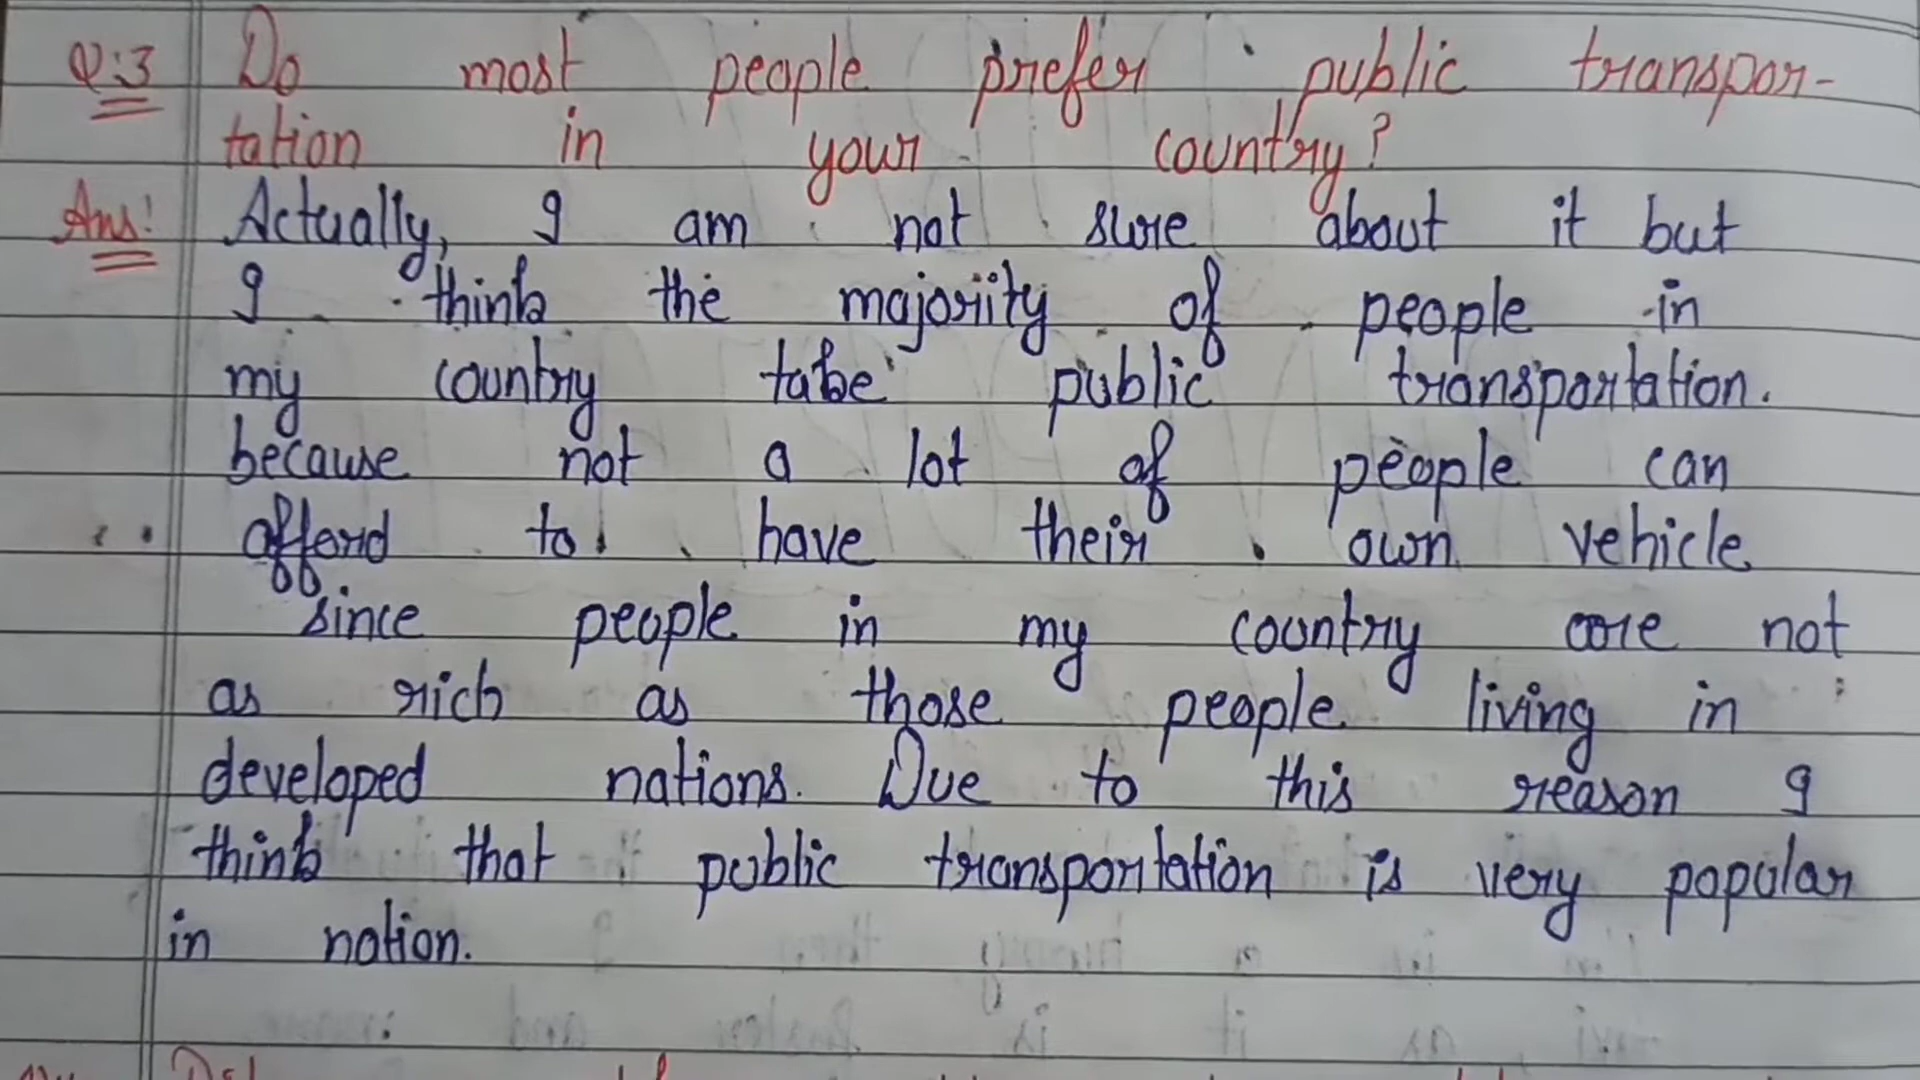 Q:3 Do most people prefer public transpor-
tation in your country?
Ans: Actually, I am not sure about it but
I think the majority of people in
my country take public transportation.
because not a lot of people can
afford to have their own vehicle
since people in my country are not
as rich as those people living in
developed nations. Due to this reason I
think that public transportation is very popular
in nation.